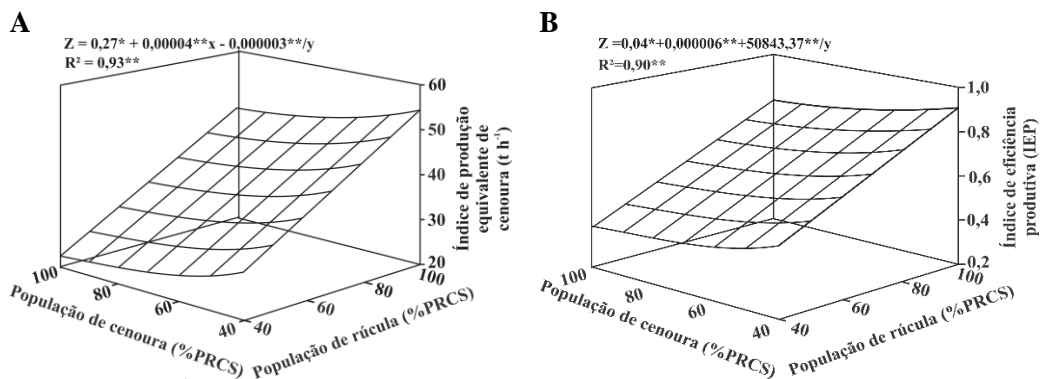 A
Z = 0,27* + 0,00004**x - 0,000003**/y
R² = 0,93**
60
50
40
30
20
Índice de produção
equivalente de
cenoura (t h⁻¹)
100
80
60
40
População de cenoura (%PRCS)
40
60
80
100
População de rúcula (%PRCS)
B
Z =0,04*+0,000006**+50843,37**/y
R²=0,90**
1,0
0,8
0,6
0,4
0,2
Índice de eficiência
produtiva (IEP)
100
80
60
40
População de cenoura (%PRCS)
40
60
80
100
População de rúcula (%PRCS)